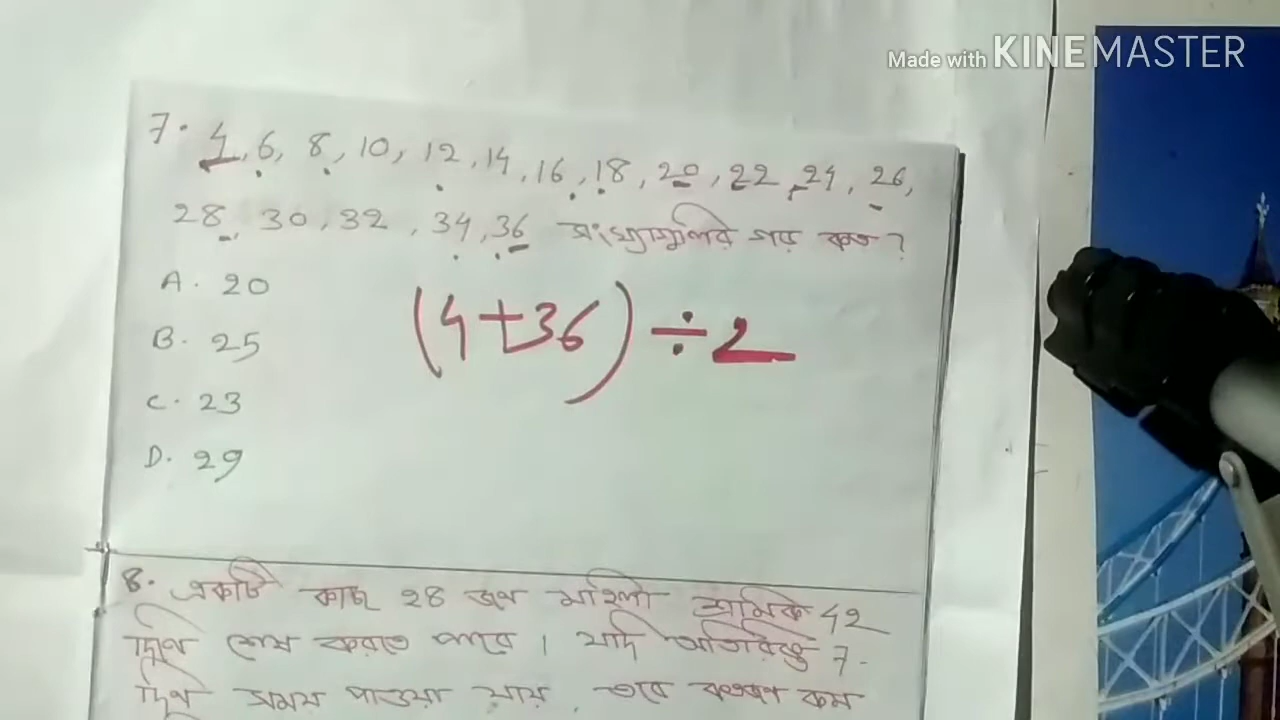 Made with KINEMASTER
7. 4, 6, 8, 10, 12, 14, 16, 18, 20, 22, 24, 26,
28, 30, 32, 34, 36 সংখ্যাগুলির গড় কত?
A. 20
(4+36) ÷ 2
B. 25
C. 23
D. 29
8. একটি কাজ 28 জন মহিলা শ্রমিক 42
দিনে শেষ করতে পারে। যদি অতিরিক্ত 7
দিন সময় পাওয়া যায়, তবে কতজন কম